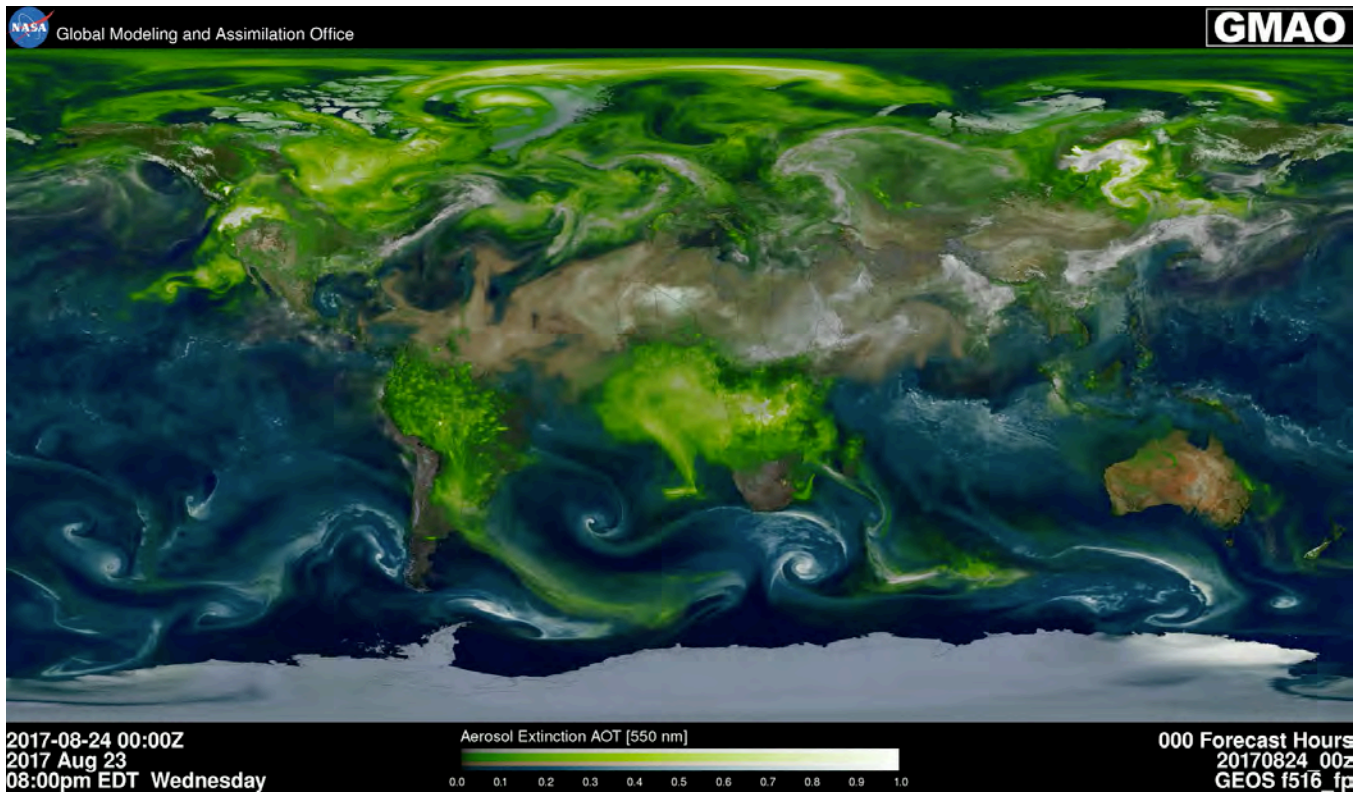 NASA
Global Modeling and Assimilation Office
GMAO
2017-08-24 00:00Z
2017 Aug 23
08:00pm EDT Wednesday
Aerosol Extinction AOT [550 nm]
0.0 0.1 0.2 0.3 0.4 0.5 0.6 0.7 0.8 0.9 1.0
000 Forecast Hours
20170824_00z
GEOS f516_fp